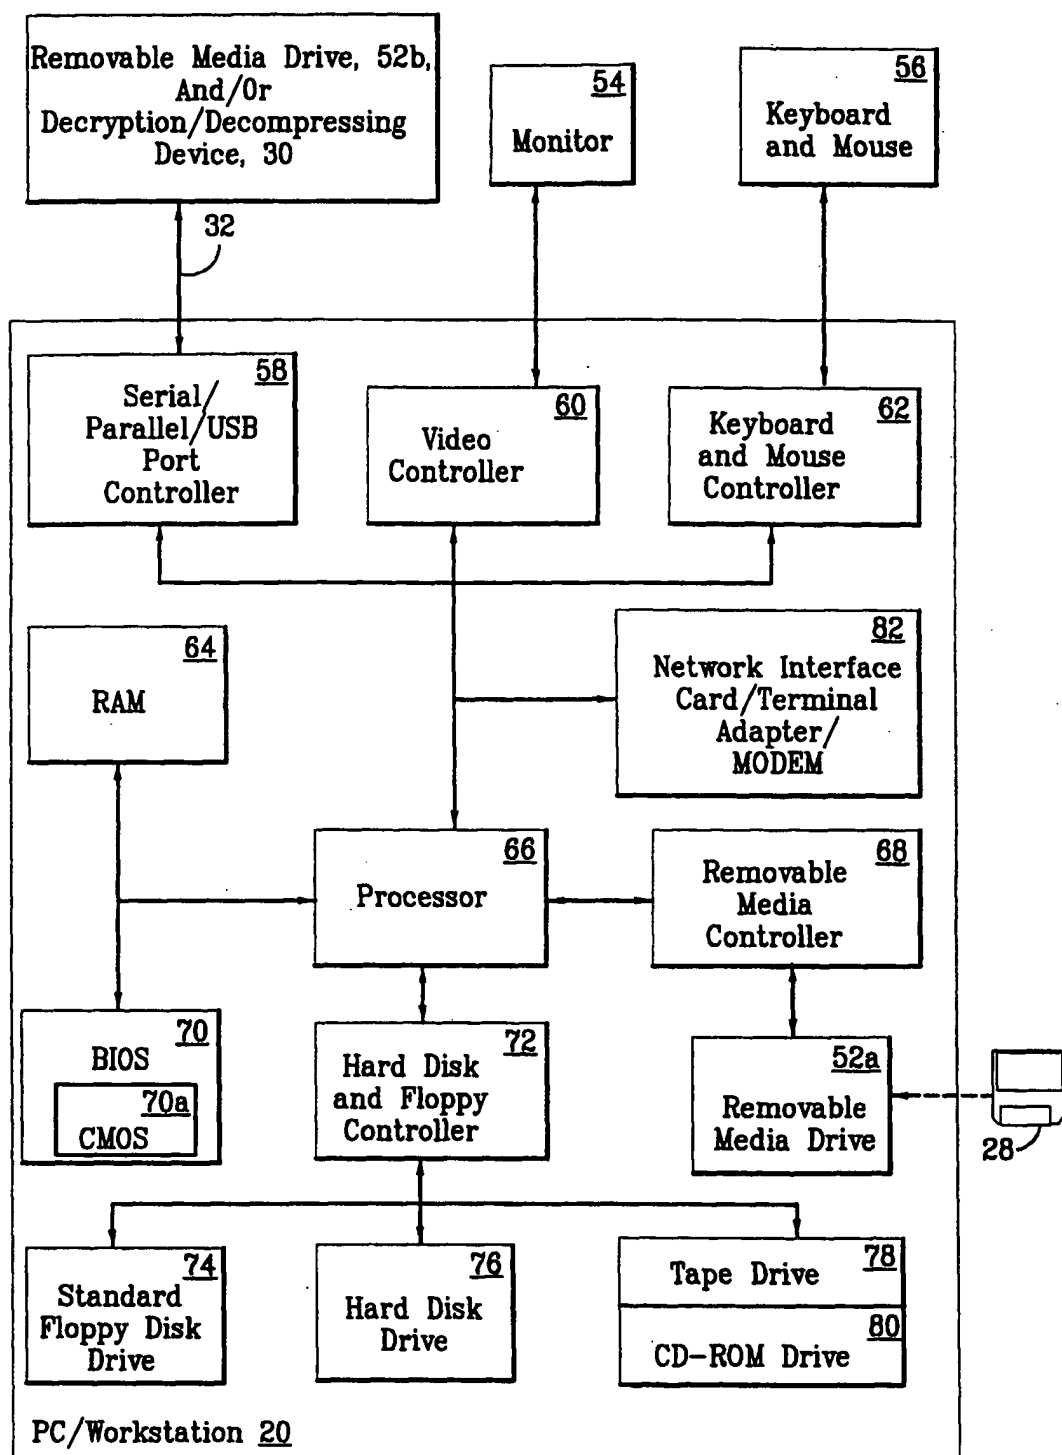 Removable Media Drive, 52b,
And/Or
Decryption/Decompressing
Device, 30
54
Monitor
56
Keyboard
and Mouse
32
58
Serial/
Parallel/USB
Port
Controller
60
Video
Controller
62
Keyboard
and Mouse
Controller
64
RAM
82
Network Interface
Card/Terminal
Adapter/
MODEM
66
Processor
68
Removable
Media
Controller
70
BIOS
70a
CMOS
72
Hard Disk
and Floppy
Controller
52a
Removable
Media Drive
28
74
Standard
Floppy Disk
Drive
76
Hard Disk
Drive
78
Tape Drive
80
CD-ROM Drive
PC/Workstation 20